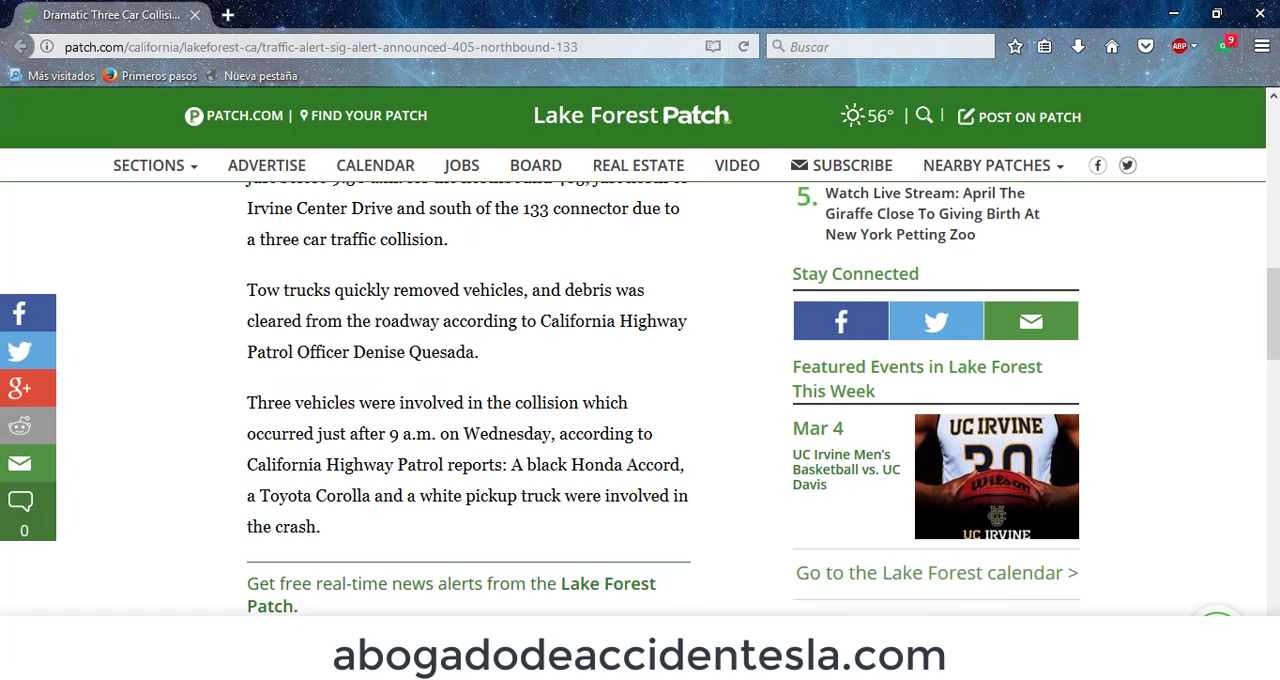 Dramatic Three Car Collisi...
patch.com/california/lakeforest-ca/traffic-alert-sig-alert-announced-405-northbound-133
Buscar
ABP
9
Más visitados
Primeros pasos
Nueva pestaña
PATCH.COM | FIND YOUR PATCH
Lake Forest Patch
56° |
|
POST ON PATCH
SECTIONS
ADVERTISE
CALENDAR
JOBS
BOARD
REAL ESTATE
VIDEO
SUBSCRIBE
NEARBY PATCHES
Irvine Center Drive and south of the 133 connector due to
a three car traffic collision.
Tow trucks quickly removed vehicles, and debris was
cleared from the roadway according to California Highway
Patrol Officer Denise Quesada.
Three vehicles were involved in the collision which
occurred just after 9 a.m. on Wednesday, according to
California Highway Patrol reports: A black Honda Accord,
a Toyota Corolla and a white pickup truck were involved in
the crash.
Get free real-time news alerts from the Lake Forest
Patch.
0
5. Watch Live Stream: April The
Giraffe Close To Giving Birth At
New York Petting Zoo
Stay Connected
Featured Events in Lake Forest
This Week
Mar 4
UC Irvine Men's
Basketball vs. UC
Davis
UC IRVINE
30
Wilson
UC IRVINE
Go to the Lake Forest calendar >
abogadodeaccidentesla.com